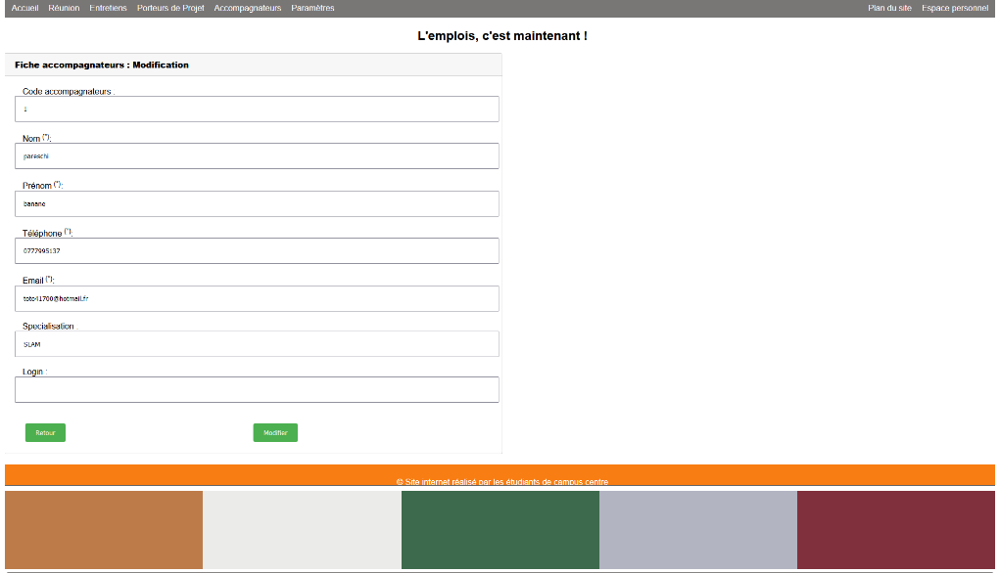 Accueil Réunion Entretiens Porteurs de Projet Accompagnateurs Paramètres Plan du site Espace personnel
L'emplois, c'est maintenant !
Fiche accompagnateurs : Modification
Code accompagnateurs :
1
Nom (*):
pareschi
Prénom (*):
banane
Téléphone (*):
0777995137
Email (*):
toto41700@hotmail.fr
Specialisation :
SLAM
Login :
Retour Modifier
© Site internet réalisé par les étudiants de campus centre